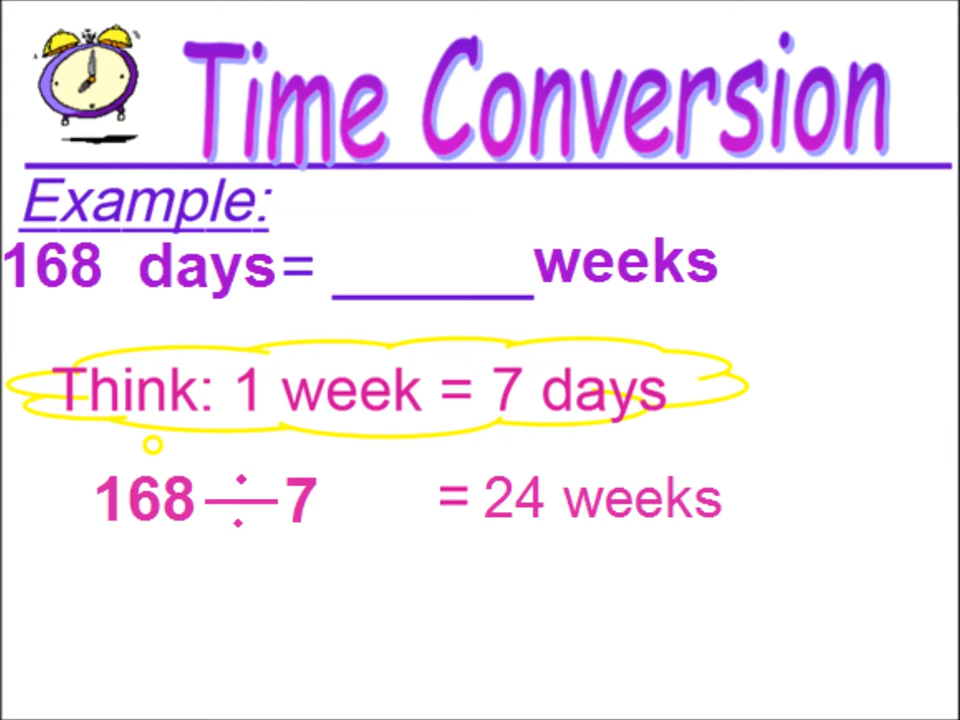 Time Conversion
Example:
168 days = ______ weeks
Think: 1 week = 7 days
168 ÷ 7 = 24 weeks